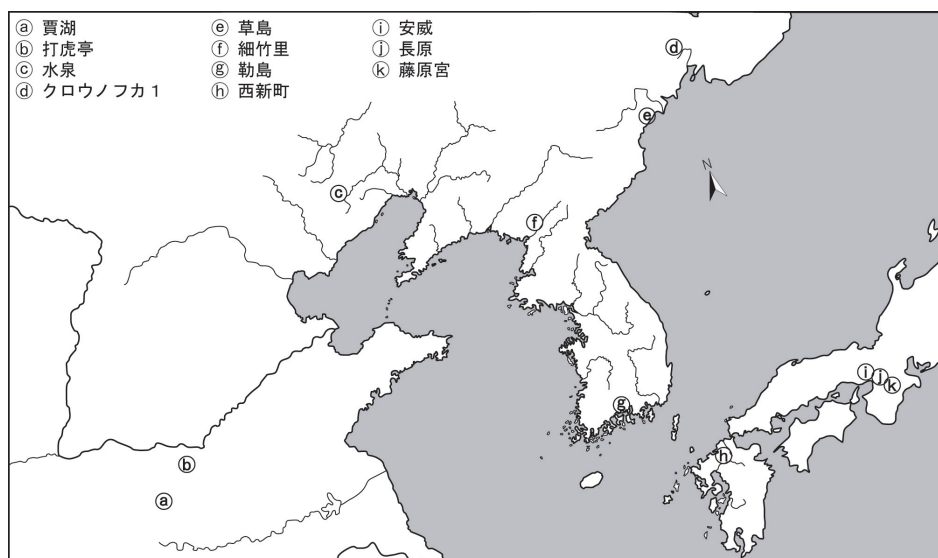 ⓐ 賈湖
ⓑ 打虎亭
ⓒ 水泉
ⓓ クロウノフカ1
ⓔ 草島
ⓕ 細竹里
ⓖ 勒島
ⓗ 西新町
ⓘ 安威
ⓙ 長原
ⓚ 藤原宮
ⓓ
ⓔ
N
ⓒ
ⓕ
ⓘ ⓙ ⓚ
ⓖ
ⓗ
ⓑ
ⓐ